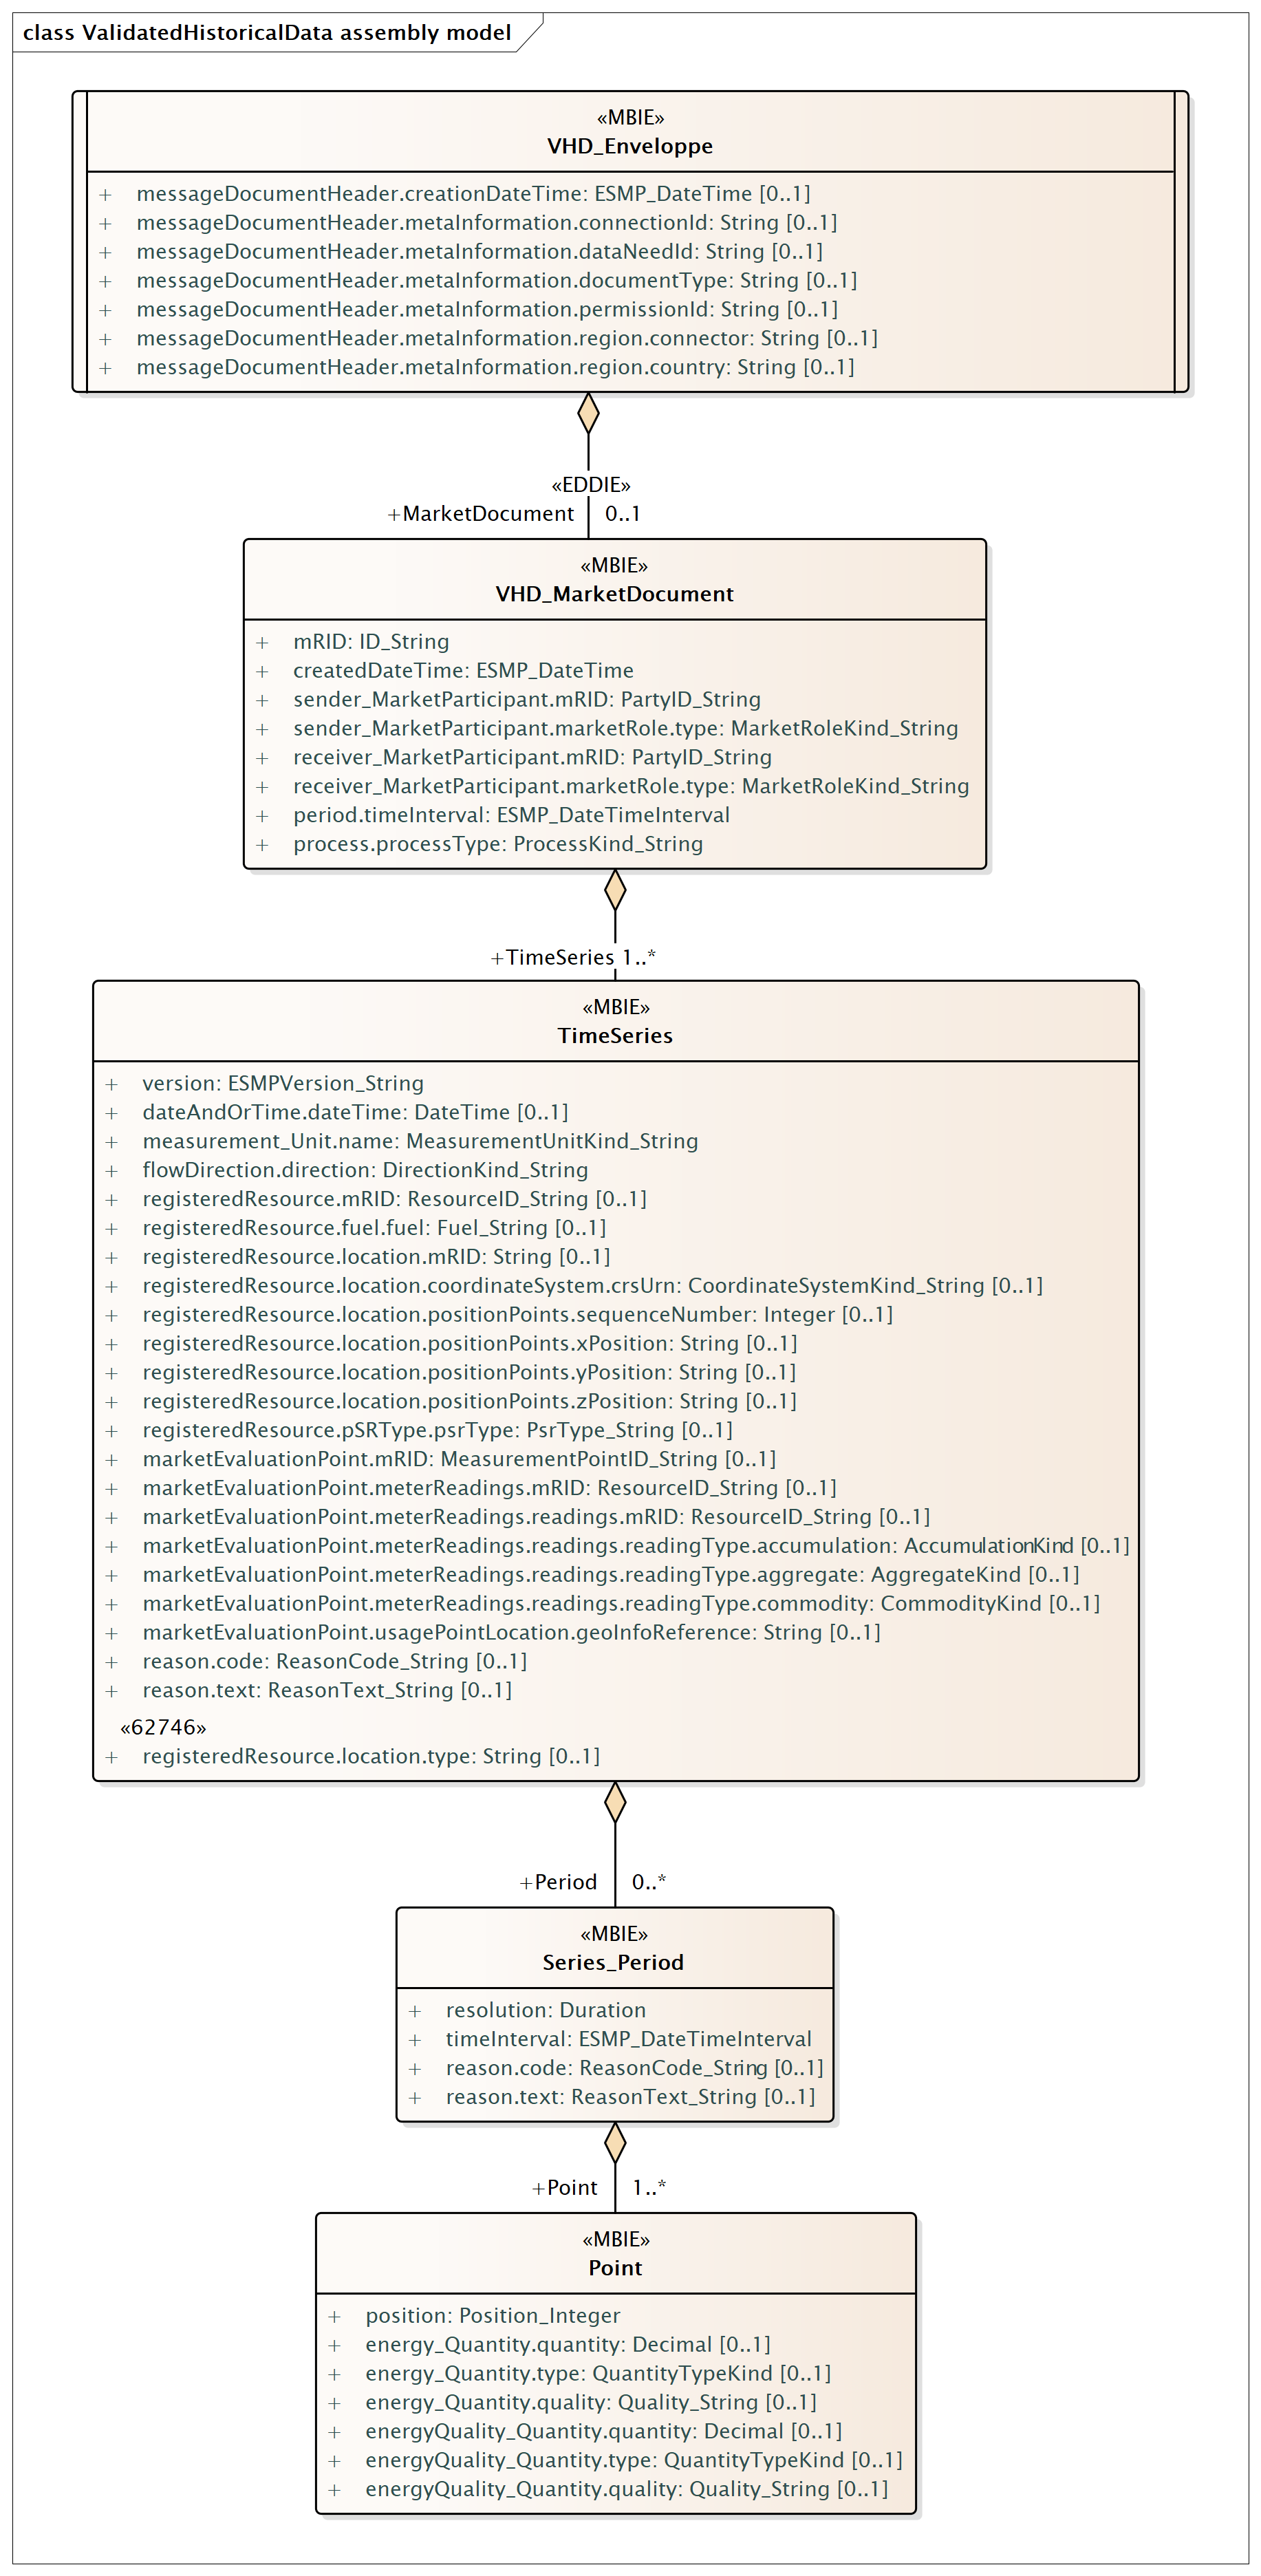 class ValidatedHistoricalData assembly model
«MBIE»
VHD_Enveloppe
+ messageDocumentHeader.creationDateTime: ESMP_DateTime [0..1]
+ messageDocumentHeader.metaInformation.connectionId: String [0..1]
+ messageDocumentHeader.metaInformation.dataNeedId: String [0..1]
+ messageDocumentHeader.metaInformation.documentType: String [0..1]
+ messageDocumentHeader.metaInformation.permissionId: String [0..1]
+ messageDocumentHeader.metaInformation.region.connector: String [0..1]
+ messageDocumentHeader.metaInformation.region.country: String [0..1]
«EDDIE»
+MarketDocument 0..1
«MBIE»
VHD_MarketDocument
+ mRID: ID_String
+ createdDateTime: ESMP_DateTime
+ sender_MarketParticipant.mRID: PartyID_String
+ sender_MarketParticipant.marketRole.type: MarketRoleKind_String
+ receiver_MarketParticipant.mRID: PartyID_String
+ receiver_MarketParticipant.marketRole.type: MarketRoleKind_String
+ period.timeInterval: ESMP_DateTimeInterval
+ process.processType: ProcessKind_String
+TimeSeries 1..*
«MBIE»
TimeSeries
+ version: ESMPVersion_String
+ dateAndOrTime.dateTime: DateTime [0..1]
+ measurement_Unit.name: MeasurementUnitKind_String
+ flowDirection.direction: DirectionKind_String
+ registeredResource.mRID: ResourceID_String [0..1]
+ registeredResource.fuel.fuel: Fuel_String [0..1]
+ registeredResource.location.mRID: String [0..1]
+ registeredResource.location.coordinateSystem.crsUrn: CoordinateSystemKind_String [0..1]
+ registeredResource.location.positionPoints.sequenceNumber: Integer [0..1]
+ registeredResource.location.positionPoints.xPosition: String [0..1]
+ registeredResource.location.positionPoints.yPosition: String [0..1]
+ registeredResource.location.positionPoints.zPosition: String [0..1]
+ registeredResource.pSRType.psrType: PsrType_String [0..1]
+ marketEvaluationPoint.mRID: MeasurementPointID_String [0..1]
+ marketEvaluationPoint.meterReadings.mRID: ResourceID_String [0..1]
+ marketEvaluationPoint.meterReadings.readings.mRID: ResourceID_String [0..1]
+ marketEvaluationPoint.meterReadings.readings.readingType.accumulation: AccumulationKind [0..1]
+ marketEvaluationPoint.meterReadings.readings.readingType.aggregate: AggregateKind [0..1]
+ marketEvaluationPoint.meterReadings.readings.readingType.commodity: CommodityKind [0..1]
+ marketEvaluationPoint.usagePointLocation.geoInfoReference: String [0..1]
+ reason.code: ReasonCode_String [0..1]
+ reason.text: ReasonText_String [0..1]
«62746»
+ registeredResource.location.type: String [0..1]
+Period 0..*
«MBIE»
Series_Period
+ resolution: Duration
+ timeInterval: ESMP_DateTimeInterval
+ reason.code: ReasonCode_String [0..1]
+ reason.text: ReasonText_String [0..1]
+Point 1..*
«MBIE»
Point
+ position: Position_Integer
+ energy_Quantity.quantity: Decimal [0..1]
+ energy_Quantity.type: QuantityTypeKind [0..1]
+ energy_Quantity.quality: Quality_String [0..1]
+ energyQuality_Quantity.quantity: Decimal [0..1]
+ energyQuality_Quantity.type: QuantityTypeKind [0..1]
+ energyQuality_Quantity.quality: Quality_String [0..1]